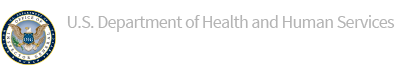 U.S. Department of Health and Human Services